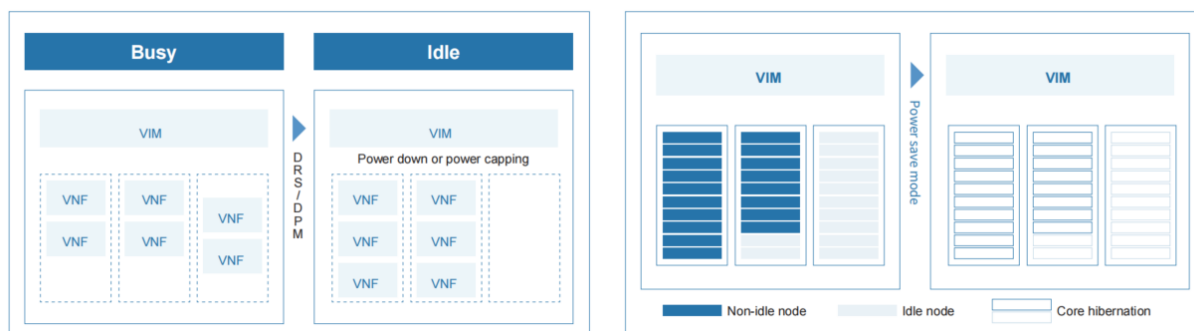 Busy
Idle
VIM
VIM
Power down or power capping
DRS/DPM
VNF
VNF
VNF
VNF
VNF
VNF
VNF
VNF
VNF
VNF
VNF
VNF
VIM
VIM
Power save mode
Non-idle node
Idle node
Core hibernation